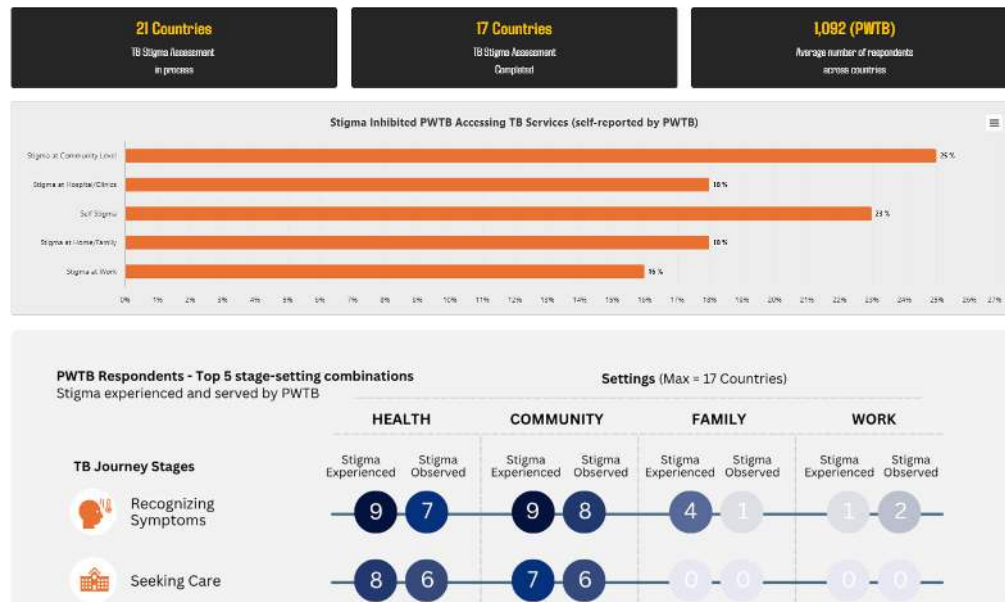 21 Countries
TB Stigma Assessment
in process
17 Countries
TB Stigma Assessment
Completed
1,092 (PWTB)
Average number of respondents
across countries
Stigma Inhibited PWTB Accessing TB Services (self-reported by PWTB)
Stigma at Community Level
25 %
Stigma at Hospital/Clinics
18 %
Self Stigma
23 %
Stigma at Home/Family
18 %
Stigma at Work
16 %
0% 1% 2% 3% 4% 5% 6% 7% 8% 9% 10% 11% 12% 13% 14% 15% 16% 17% 18% 19% 20% 21% 22% 23% 24% 25% 26% 27%
PWTB Respondents - Top 5 stage-setting combinations
Stigma experienced and served by PWTB
Settings (Max = 17 Countries)
HEALTH COMMUNITY FAMILY WORK
TB Journey Stages
Stigma Experienced Stigma Observed Stigma Experienced Stigma Observed Stigma Experienced Stigma Observed Stigma Experienced Stigma Observed
Recognizing
Symptoms
9 7 9 8 4 1 1 2
Seeking Care
8 6 7 6 0 0 0 0